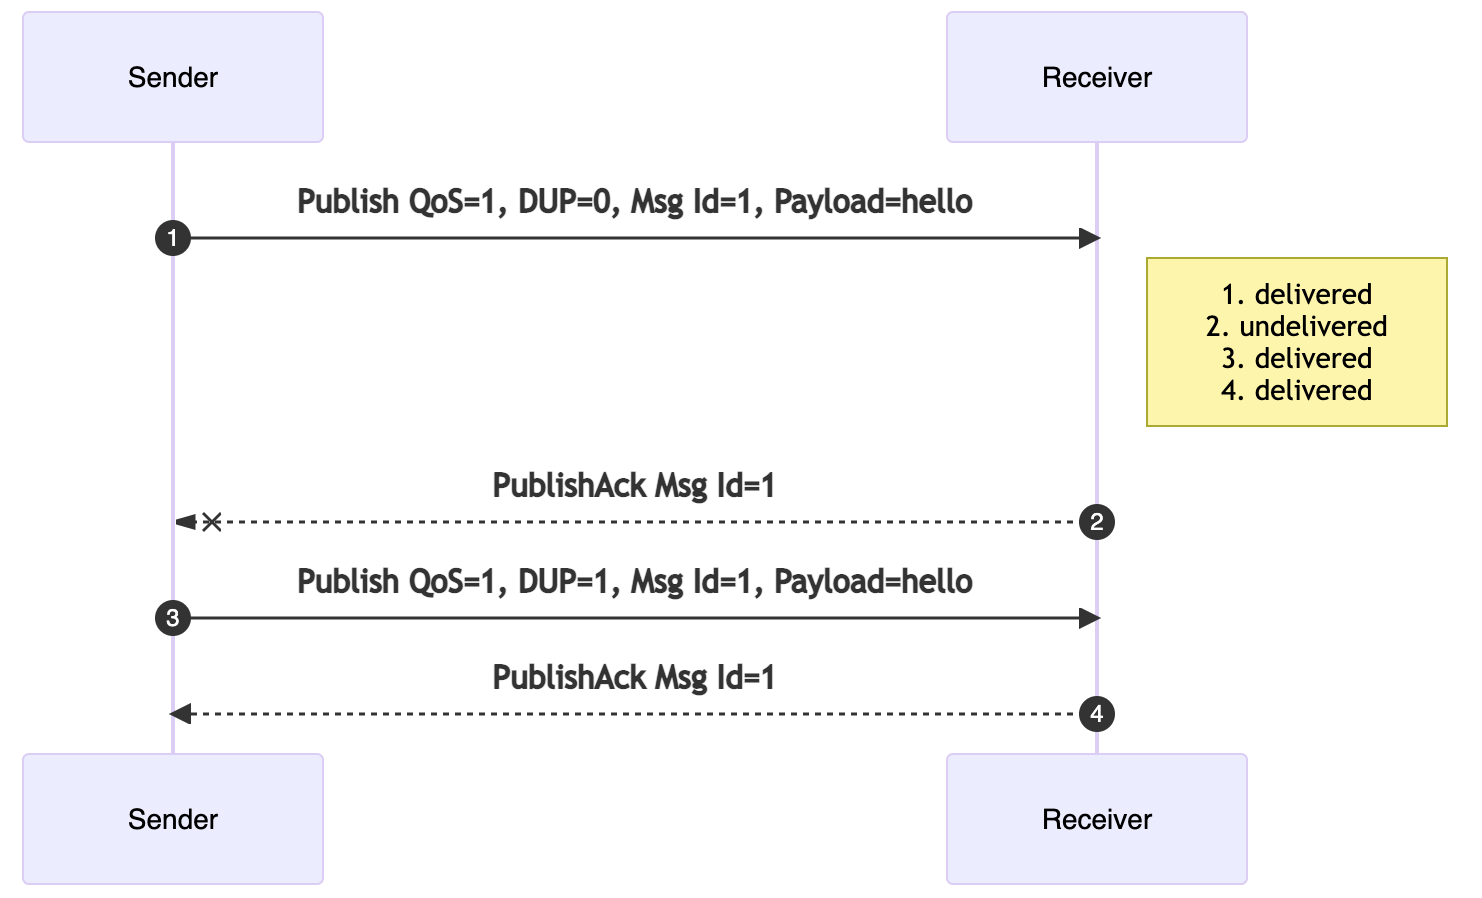 Sender
Receiver
Publish QoS=1, DUP=0, Msg Id=1, Payload=hello
1
1. delivered
2. undelivered
3. delivered
4. delivered
PublishAck Msg Id=1
2
Publish QoS=1, DUP=1, Msg Id=1, Payload=hello
3
PublishAck Msg Id=1
4
Sender
Receiver